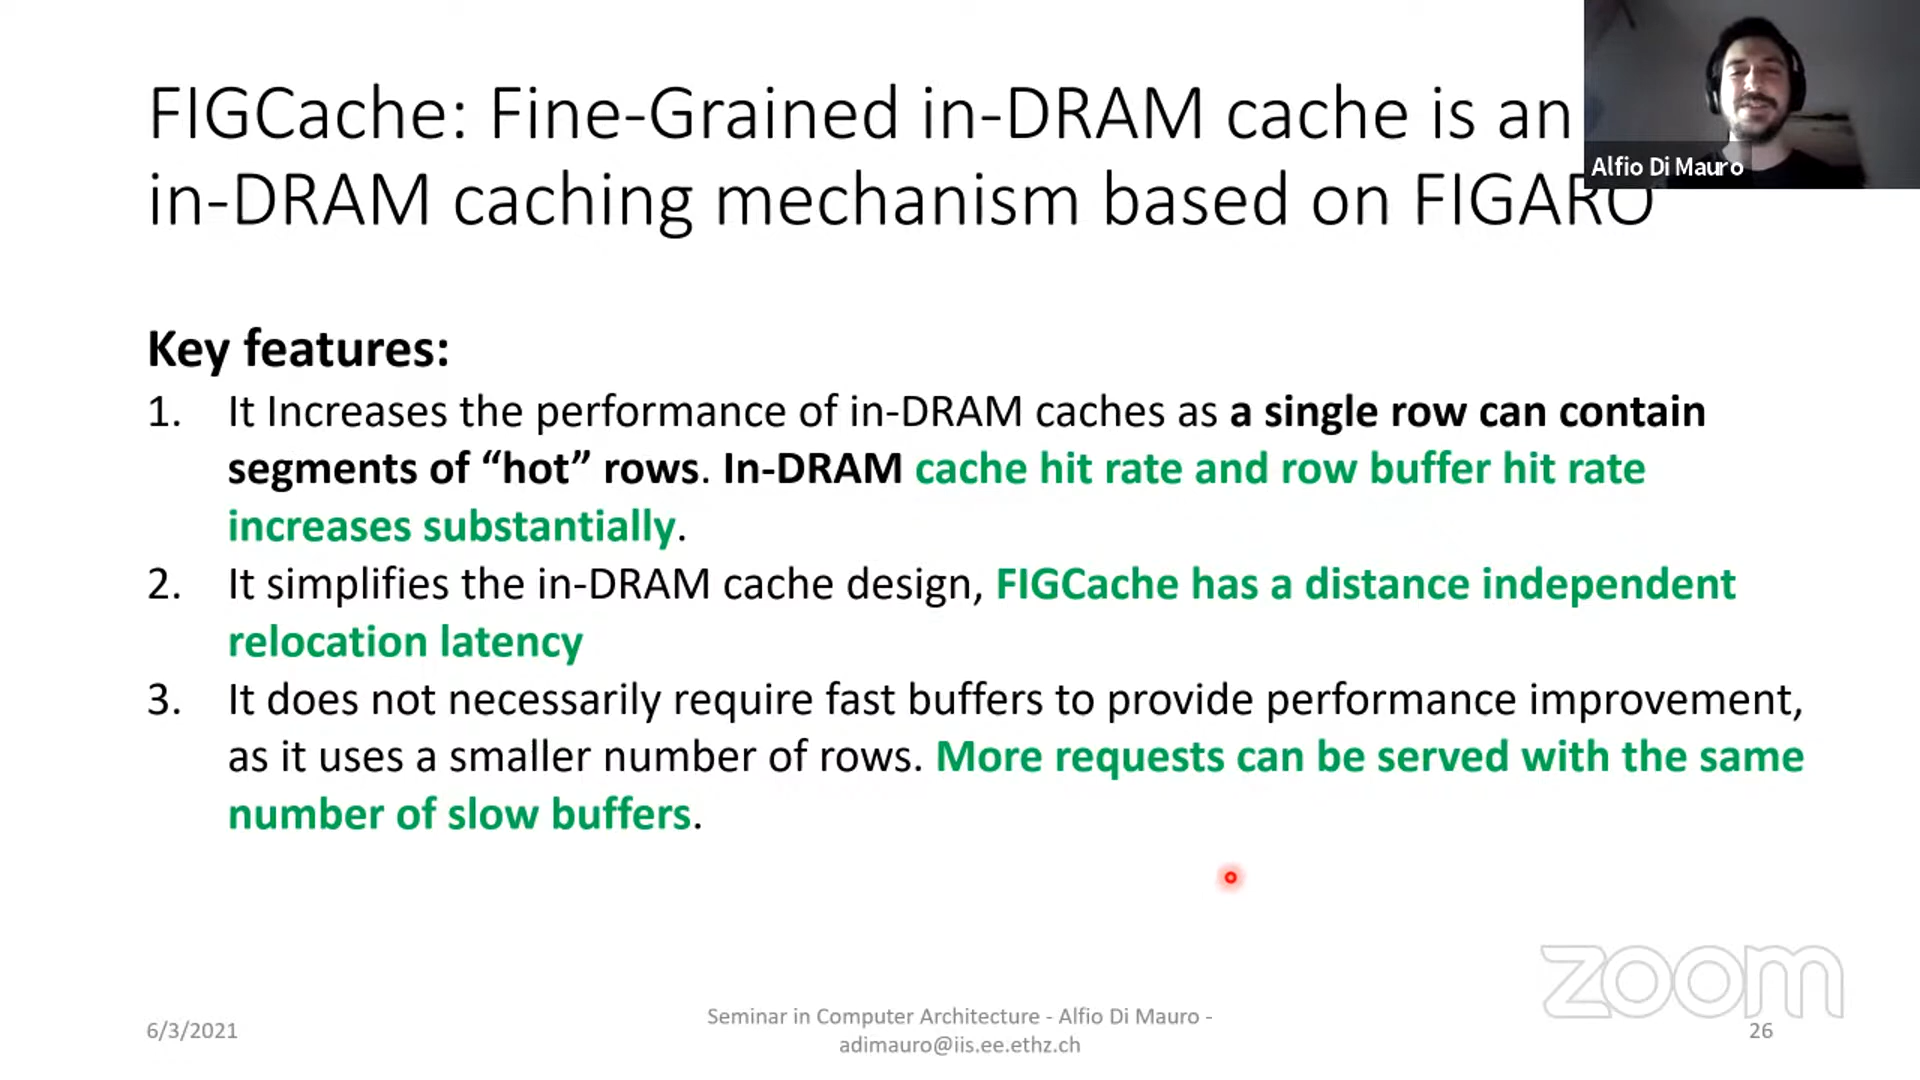 FIGCache: Fine-Grained in-DRAM cache is an
in-DRAM caching mechanism based on FIGARO
Alfio Di Mauro
Key features:
1. It Increases the performance of in-DRAM caches as a single row can contain
segments of “hot” rows. In-DRAM cache hit rate and row buffer hit rate
increases substantially.
2. It simplifies the in-DRAM cache design, FIGCache has a distance independent
relocation latency
3. It does not necessarily require fast buffers to provide performance improvement,
as it uses a smaller number of rows. More requests can be served with the same
number of slow buffers.
zoom
6/3/2021
Seminar in Computer Architecture - Alfio Di Mauro -
adimauro@iis.ee.ethz.ch
26